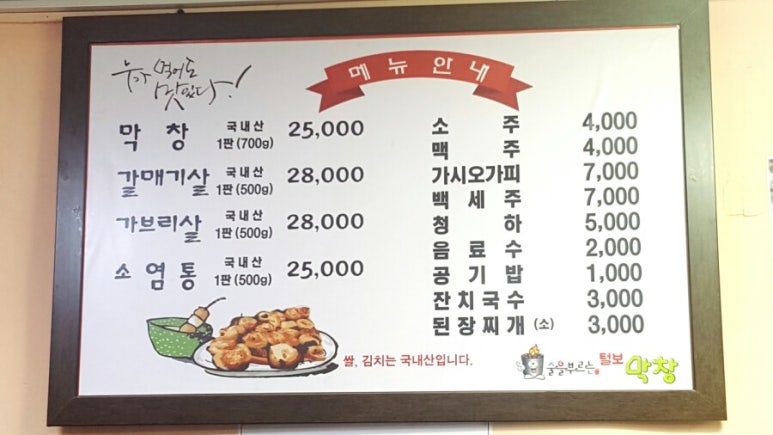 누가 먹어도
맛있다!
메뉴안내
막창 국내산 1판 (700g) 25,000
갈매기살 국내산 1판 (500g) 28,000
가브리살 국내산 1판 (500g) 28,000
소염통 국내산 1판 (500g) 25,000
소주 4,000
맥주 4,000
가시오가피 7,000
백세주 7,000
청하 5,000
음료수 2,000
공기밥 1,000
잔치국수 3,000
된장찌개 (소) 3,000
쌀, 김치는 국내산입니다.
술을부르는 털보 막창